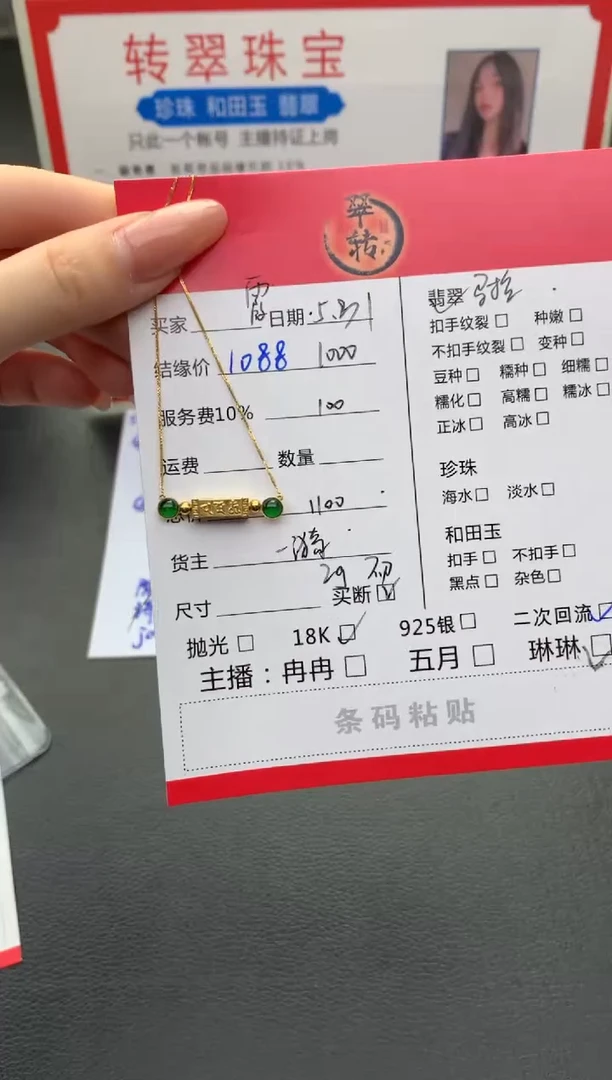 转翠珠宝
珍珠 和田玉 翡翠
只此一个帐号 主播持证上岗
翠转
买家 霞 日期: 5.31
结缘价 1088 1000
服务费10% 100
运费 数量
总价 1100
货主
2g
尺寸 买断
抛光 18K 925银 二次回流
主播：冉冉 五月 琳琳
条码粘贴
翡翠
扣手纹裂 种嫩
不扣手纹裂 变种
豆种 糯种 细糯
糯化 高糯 糯冰
正冰 高冰
珍珠
海水 淡水
和田玉
扣手 不扣手
黑点 杂色